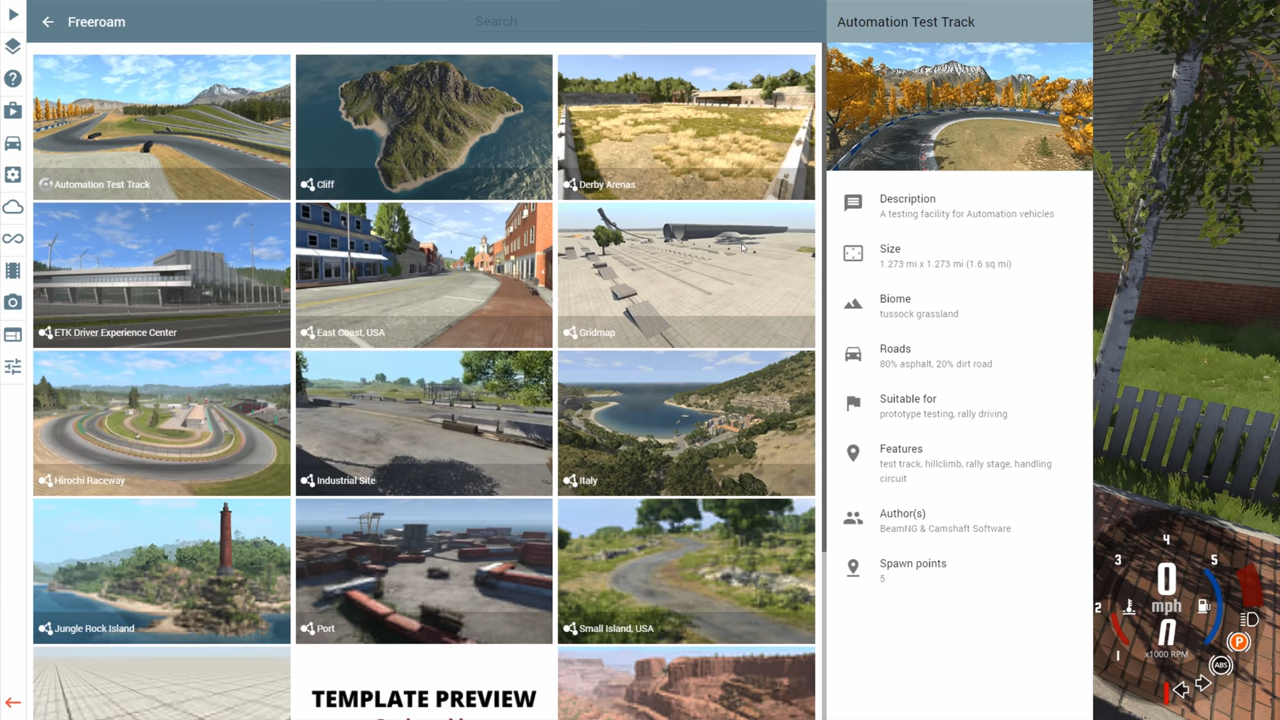 Freeroam
Search
Automation Test Track
Cliff
Derby Arenas
ETK Driver Experience Center
East Coast, USA
Gridmap
Hirochi Raceway
Industrial Site
Italy
Jungle Rock Island
Port
Small Island, USA
TEMPLATE PREVIEW
Automation Test Track
Description
A testing facility for Automation vehicles
Size
1.273 mi x 1.273 mi (1.6 sq mi)
Biome
tussock grassland
Roads
80% asphalt, 20% dirt road
Suitable for
prototype testing, rally driving
Features
test track, hillclimb, rally stage, handling
circuit
Author(s)
BeamNG & Camshaft Software
Spawn points
5
4
3
5
0
2
mph
n
1
x1000 RPM
P
ABS